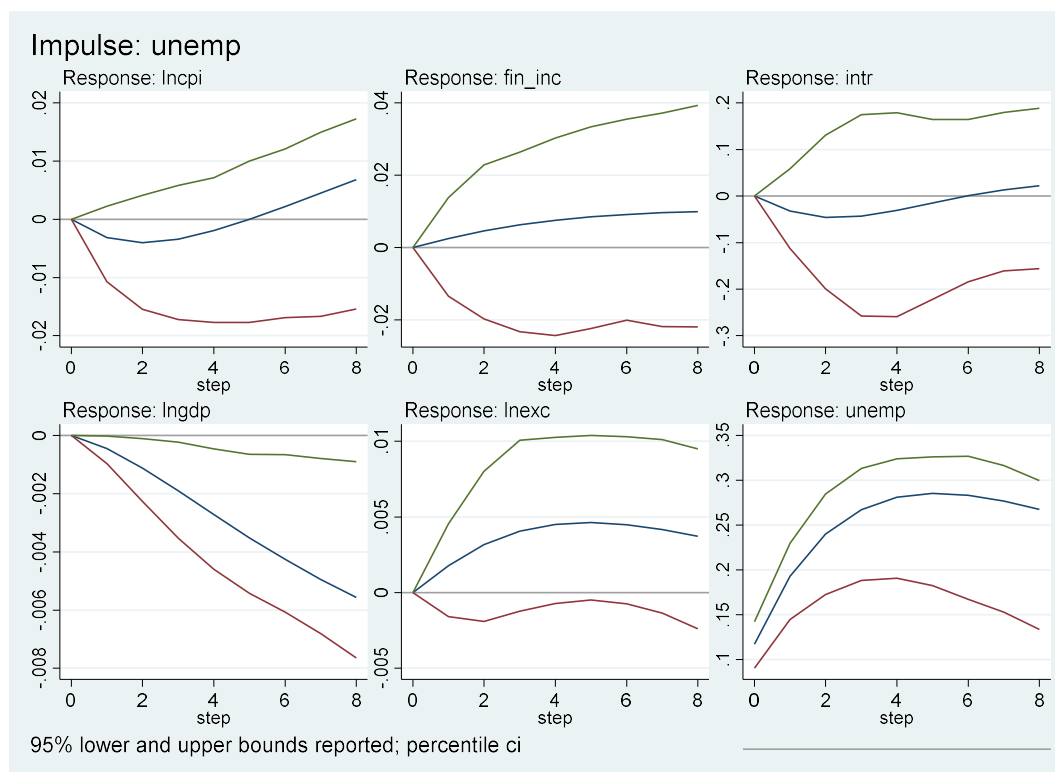 Impulse: unemp
Response: lncpi
.02
.01
0
-.01
-.02
0 2 4 6 8
step
Response: fin_inc
.04
.02
0
-.02
0 2 4 6 8
step
Response: intr
.2
.1
0
-.1
-.2
-.3
0 2 4 6 8
step
Response: lngdp
0
-.002
-.004
-.006
-.008
0 2 4 6 8
step
Response: lnexc
.01
.005
0
-.005
0 2 4 6 8
step
Response: unemp
.35
.3
.25
.2
.15
.1
0 2 4 6 8
step
95% lower and upper bounds reported; percentile ci